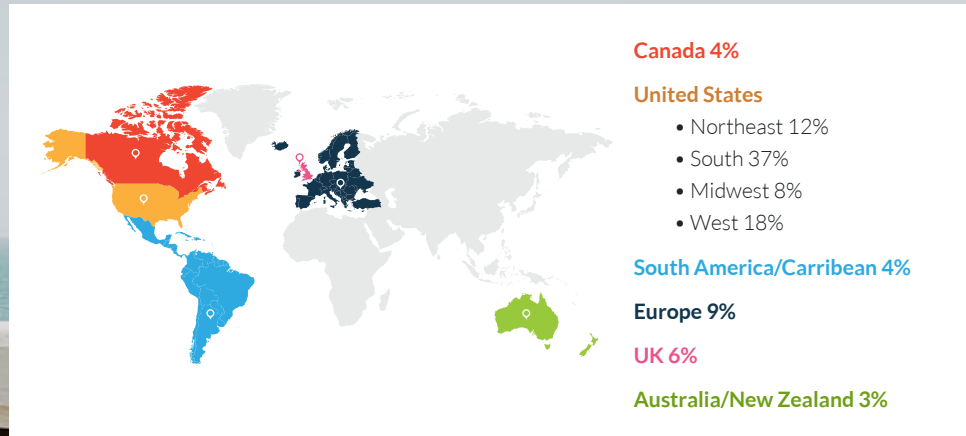 Canada 4%
United States
• Northeast 12%
• South 37%
• Midwest 8%
• West 18%
South America/Carribean 4%
Europe 9%
UK 6%
Australia/New Zealand 3%